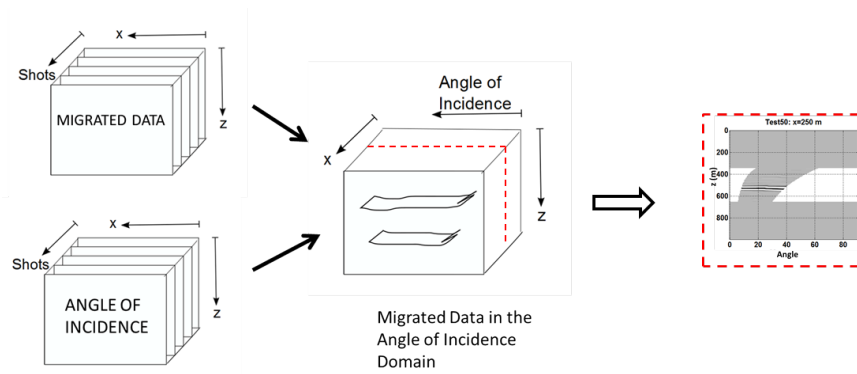 X
Shots
MIGRATED DATA
Z
X
Shots
ANGLE OF
INCIDENCE
Z
Angle of
Incidence
X
Z
Migrated Data in the
Angle of Incidence
Domain
Test50: x=250 m
0
200
400
600
800
z (m)
0 20 40 60 80
Angle